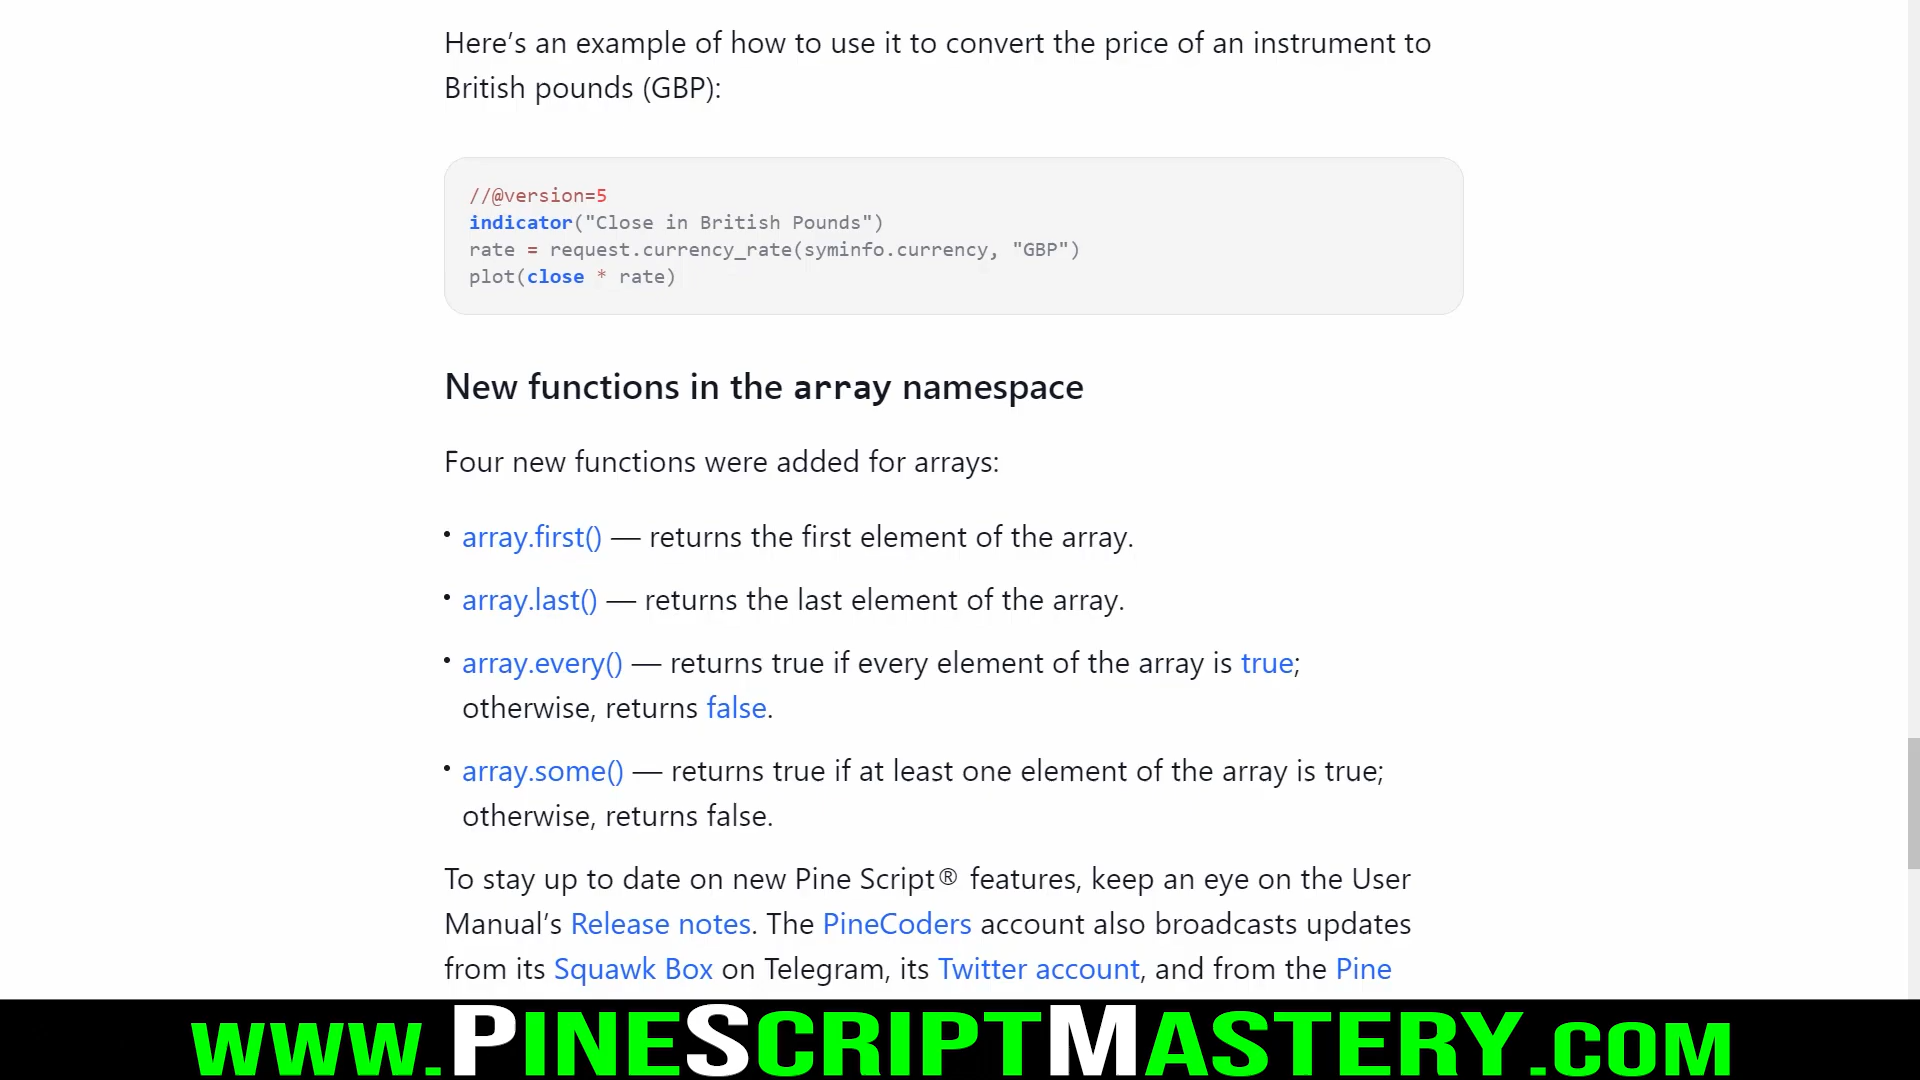 Here’s an example of how to use it to convert the price of an instrument to
British pounds (GBP):
//@version=5
indicator("Close in British Pounds")
rate = request.currency_rate(syminfo.currency, "GBP")
plot(close * rate)
New functions in the array namespace
Four new functions were added for arrays:
• array.first() — returns the first element of the array.
• array.last() — returns the last element of the array.
• array.every() — returns true if every element of the array is true;
otherwise, returns false.
• array.some() — returns true if at least one element of the array is true;
otherwise, returns false.
To stay up to date on new Pine Script® features, keep an eye on the User
Manual’s Release notes. The PineCoders account also broadcasts updates
from its Squawk Box on Telegram, its Twitter account, and from the Pine
www.PineScriptMastery.com